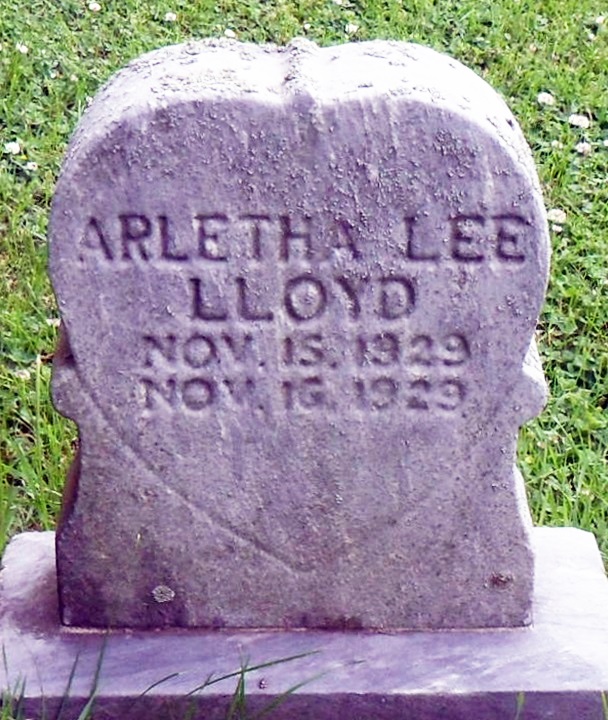 ARLETHA LEE
LLOYD
NOV. 15. 1929
NOV. 16. 1929